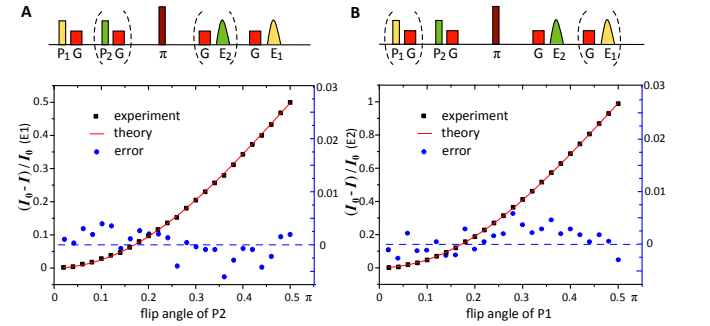 A
P1 G P2 G π G E2 G E1
(I0 - I) / I0 (E1)
0.5
0.4
0.3
0.2
0.1
0
experiment
theory
error
0.03
0.02
0.01
0
0 0.1 0.2 0.3 0.4 0.5 π
flip angle of P2
B
P1 G P2 G π G E2 G E1
(I0 - I) / I0 (E2)
1
0.8
0.6
0.4
0.2
0
experiment
theory
error
0.03
0.02
0.01
0
0 0.1 0.2 0.3 0.4 0.5 π
flip angle of P1